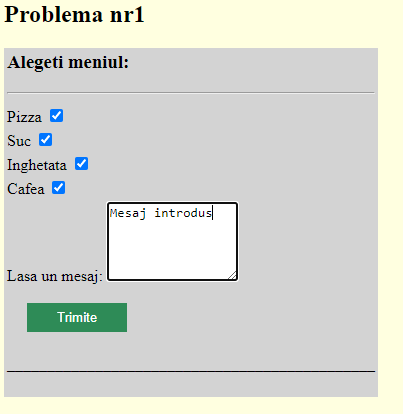 Problema nr1
Alegeti meniul:
Pizza
Suc
Inghetata
Cafea
Mesaj introdus
Lasa un mesaj:
Trimite